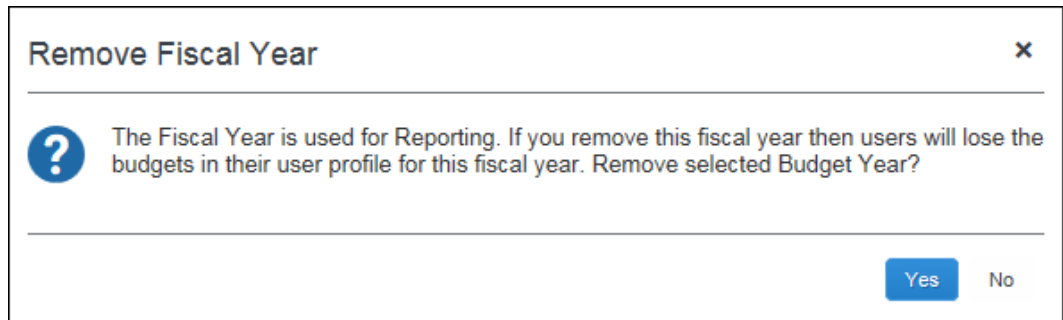 Remove Fiscal Year
The Fiscal Year is used for Reporting. If you remove this fiscal year then users will lose the
budgets in their user profile for this fiscal year. Remove selected Budget Year?
Yes No